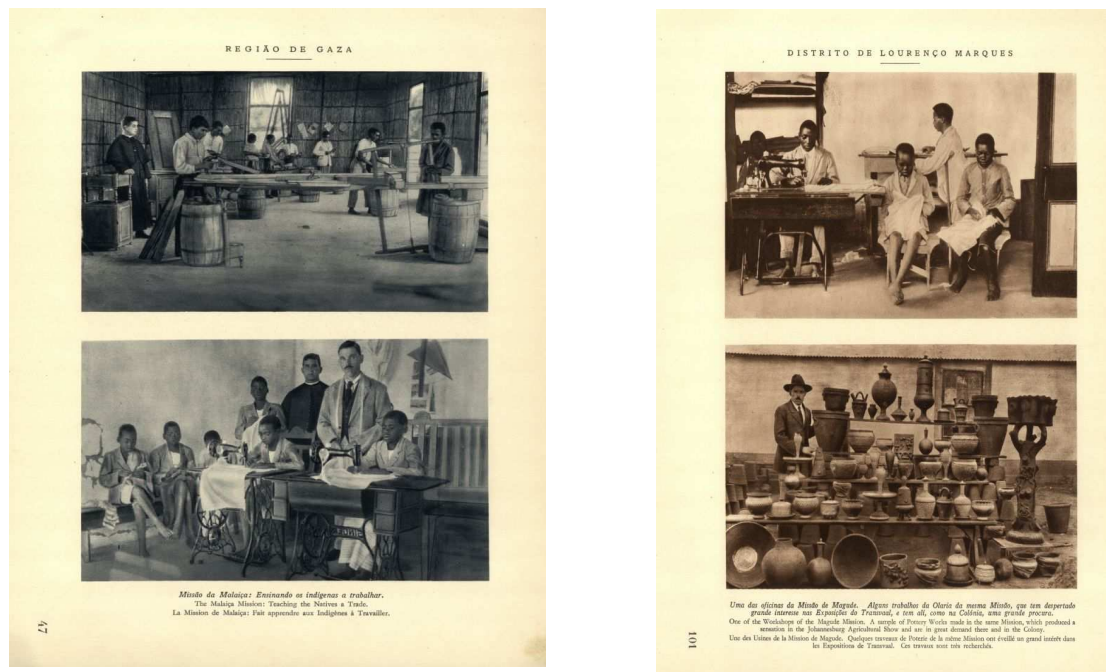 REGIÃO DE GAZA
Missão da Malaiça: Ensinando os indígenas a trabalhar.
The Malaiça Mission: Teaching the Natives a Trade.
La Mission de Malaiça: Fait apprendre aux Indigènes à Travailler.
47
DISTRITO DE LOURENÇO MARQUES
Uma das oficinas da Missão de Magude. Alguns trabalhos da Olaria da mesma Missão, que tem despertado
grande interesse nas Exposições do Transvaal, e tem ali, como na Colónia, uma grande procura.
One of the Workshops of the Magude Mission. A sample of Pottery Works made in the same Mission, which produced a
sensation in the Johannesburg Agricultural Show and are in great demand there and in the Colony.
Une des Usines de la Mission de Magude. Quelques travaux de Poterie de la même Mission ont éveillé un grand intérêt dans
les Expositions de Transvaal. Ces travaux sont très recherchés.
101